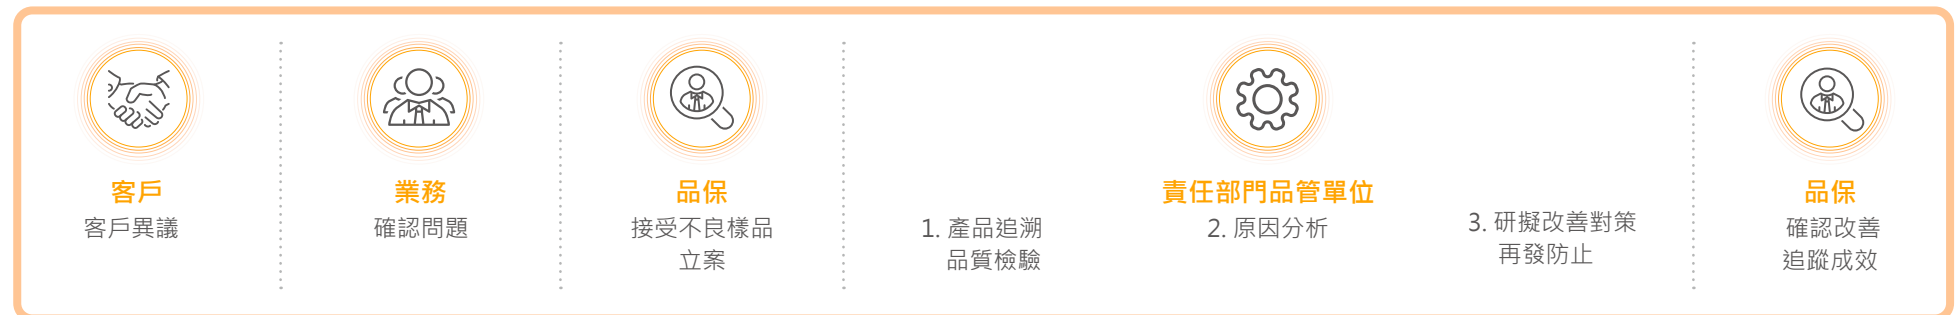 客戶
客戶異議
業務
確認問題
品保
接受不良樣品
立案
責任部門品管單位
1. 產品追溯
品質檢驗
2. 原因分析
3. 研擬改善對策
再發防止
品保
確認改善
追蹤成效